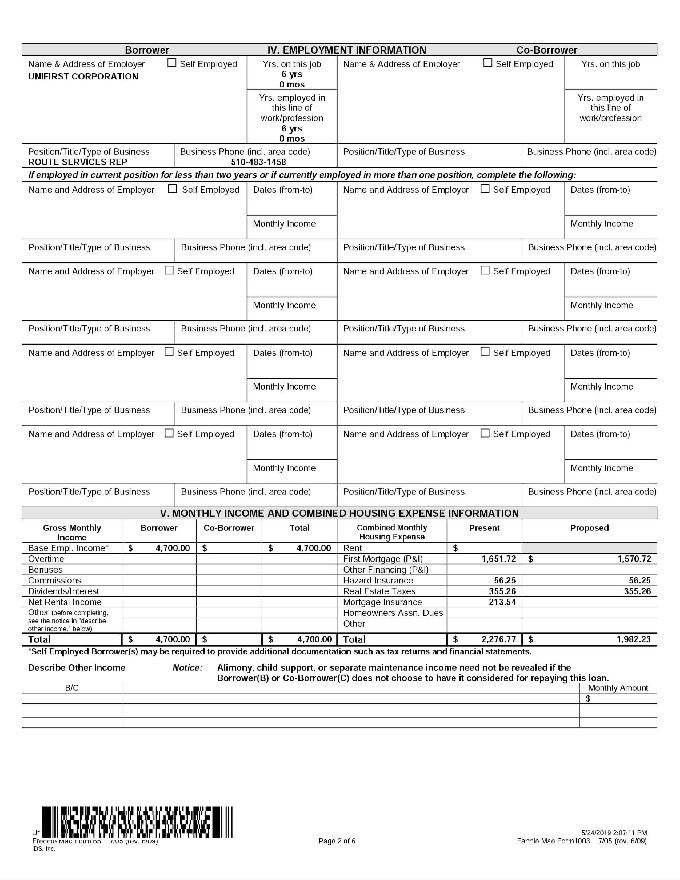 Borrower IV. EMPLOYMENT INFORMATION Co-Borrower
Name & Address of Employer ☐ Self Employed Yrs. on this job Name & Address of Employer ☐ Self Employed Yrs. on this job
UNIFIRST CORPORATION 6 yrs
0 mos
Yrs. employed in this line of work/profession Yrs. employed in this line of work/profession
6 yrs
0 mos
Position/Title/Type of Business Business Phone (incl. area code) Position/Title/Type of Business Business Phone (incl. area code)
ROUTE SERVICES REP 510-483-1458
If employed in current position for less than two years or if currently employed in more than one position, complete the following:
Name and Address of Employer ☐ Self Employed Dates (from-to) Name and Address of Employer ☐ Self Employed Dates (from-to)
Monthly Income Monthly Income
Position/Title/Type of Business Business Phone (incl. area code) Position/Title/Type of Business Business Phone (incl. area code)
Name and Address of Employer ☐ Self Employed Dates (from-to) Name and Address of Employer ☐ Self Employed Dates (from-to)
Monthly Income Monthly Income
Position/Title/Type of Business Business Phone (incl. area code) Position/Title/Type of Business Business Phone (incl. area code)
Name and Address of Employer ☐ Self Employed Dates (from-to) Name and Address of Employer ☐ Self Employed Dates (from-to)
Monthly Income Monthly Income
Position/Title/Type of Business Business Phone (incl. area code) Position/Title/Type of Business Business Phone (incl. area code)
Name and Address of Employer ☐ Self Employed Dates (from-to) Name and Address of Employer ☐ Self Employed Dates (from-to)
Monthly Income Monthly Income
Position/Title/Type of Business Business Phone (incl. area code) Position/Title/Type of Business Business Phone (incl. area code)
V. MONTHLY INCOME AND COMBINED HOUSING EXPENSE INFORMATION
Gross Monthly Income Borrower Co-Borrower Total Combined Monthly Housing Expense Present Proposed
Base Empl. Income* $ 4,700.00 $ $ 4,700.00 Rent $
Overtime First Mortgage (P&I) 1,651.72 $ 1,570.72
Bonuses Other Financing (P&I)
Commissions Hazard Insurance 56.25 56.25
Dividends/Interest Real Estate Taxes 355.26 355.26
Net Rental Income Mortgage Insurance 213.54
Other (before completing, Homeowners Assn. Dues
see the notice in "describe Other
other income," below)
Total $ 4,700.00 $ $ 4,700.00 Total $ 2,276.77 $ 1,982.23
*Self Employed Borrower(s) may be required to provide additional documentation such as tax returns and financial statements.
Describe Other Income Notice: Alimony, child support, or separate maintenance income need not be revealed if the
Borrower(B) or Co-Borrower(C) does not choose to have it considered for repaying this loan.
B/C Monthly Amount
$
5/24/2019 2:07:11 PM
Freddie Mac Form 65 7/05 (rev. 6/09) Page 2 of 6 Fannie Mae Form1003 7/05 (rev. 6/09)
IDS, Inc.